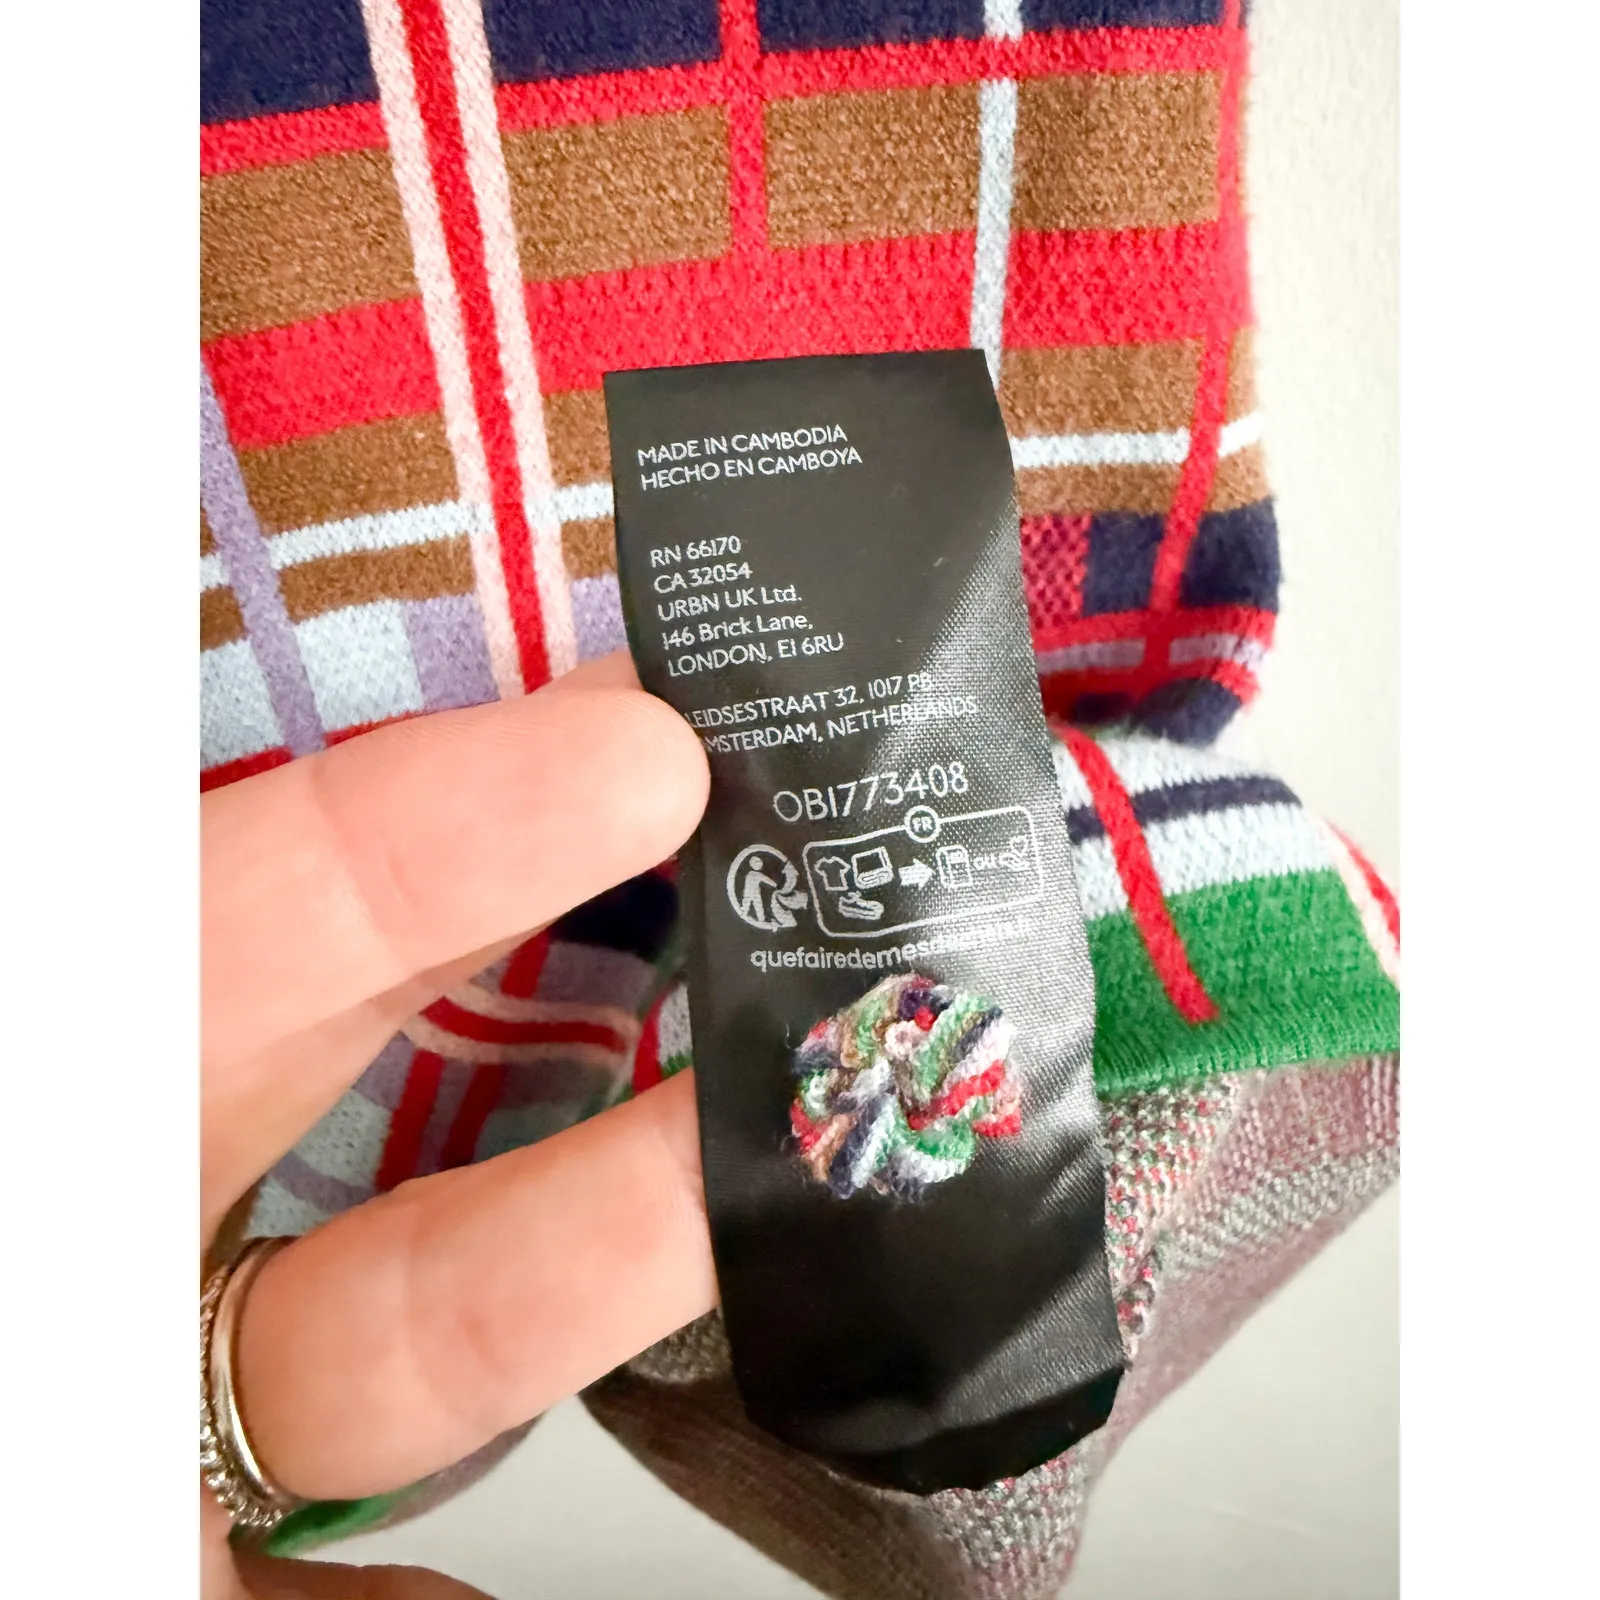 MADE IN CAMBODIA
HECHO EN CAMBOYA
RN 66170
CA 32054
URBN UK Ltd.
146 Brick Lane,
LONDON, E1 6RU
LEIDSESTRAAT 32, 1017 PB
AMSTERDAM, NETHERLANDS
OB1773408
FR
ou